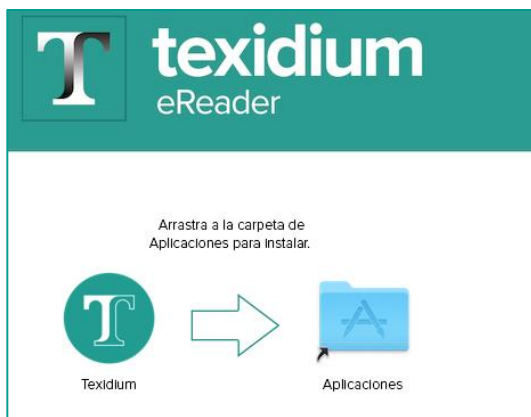 T texidium
eReader
Arrastra a la carpeta de
Aplicaciones para instalar.
T
Texidium Aplicaciones